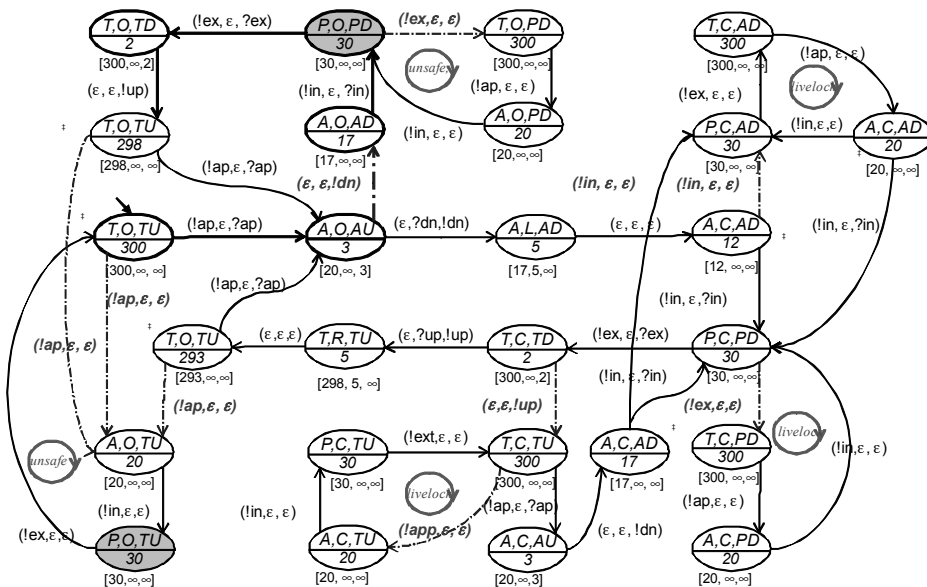 (!ex, ε, ?ex)
(!ex, ε, ε)
T,O,TD
2
[300,∞,2]
P,O,PD
30
[30,∞,∞]
T,O,PD
300
[300,∞,∞]
T,C,AD
300
[300, ∞, ∞]
(!ap, ε, ε)
unsafe
livelock
(ε, ε,!up)
(!in, ε, ?in)
(!ap, ε, ε)
(!ex, ε, ε)
‡
T,O,TU
298
[298,∞, ∞]
A,O,AD
17
[17,∞,∞]
(!in, ε, ε)
A,O,PD
20
[20,∞,∞]
P,C,AD
30
[30, ∞, ∞]
(!in,ε,ε)
A,C,AD
20
‡
[20, ∞,∞]
(!ap,ε,?ap)
(ε, ε,!dn)
(!in, ε, ε)
(!in, ε, ε)
‡
T,O,TU
300
[300,∞, ∞]
(!ap,ε,?ap)
A,O,AU
3
[20,∞, 3]
(ε,?dn,!dn)
A,L,AD
5
[17,5,∞]
(ε, ε, ε)
A,C,AD
12
‡
[12, ∞,∞]
(!in, ε, ?in)
(!ap,ε, ε)
(!ap,ε, ?ap)
(!in, ε, ?in)
‡
(!ap,ε, ε)
T,O,TU
293
[293,∞,∞]
(ε,ε,ε)
T,R,TU
5
[298, 5, ∞]
(ε,?up,!up)
T,C,TD
2
[300,∞,2]
(!ex, ε,?ex)
P,C,PD
30
[30, ∞,∞]
(!ap,ε, ε)
(ε,ε,!up)
(!in, ε, ?in)
(!ex,ε,ε)
unsafe
A,O,TU
20
[20,∞,∞]
P,C,TU
30
[30, ∞,∞]
(!ext,ε, ε)
T,C,TU
300
[300, ∞,∞]
A,C,AD
17
‡
[17,∞, ∞]
T,C,PD
300
[300, ∞,∞]
livelock
(!in,ε, ε)
livelock
(!in,ε,ε)
(!in,ε, ε)
(!app,ε, ε)
(!ap,ε,?ap)
(!ap,ε, ε)
(!ex,ε,ε)
P,O,TU
30
[30,∞,∞]
A,C,TU
20
[20, ∞,∞]
A,C,AU
3
[20,∞,3]
(ε, ε, !dn)
A,C,PD
20
[20, ∞,∞]